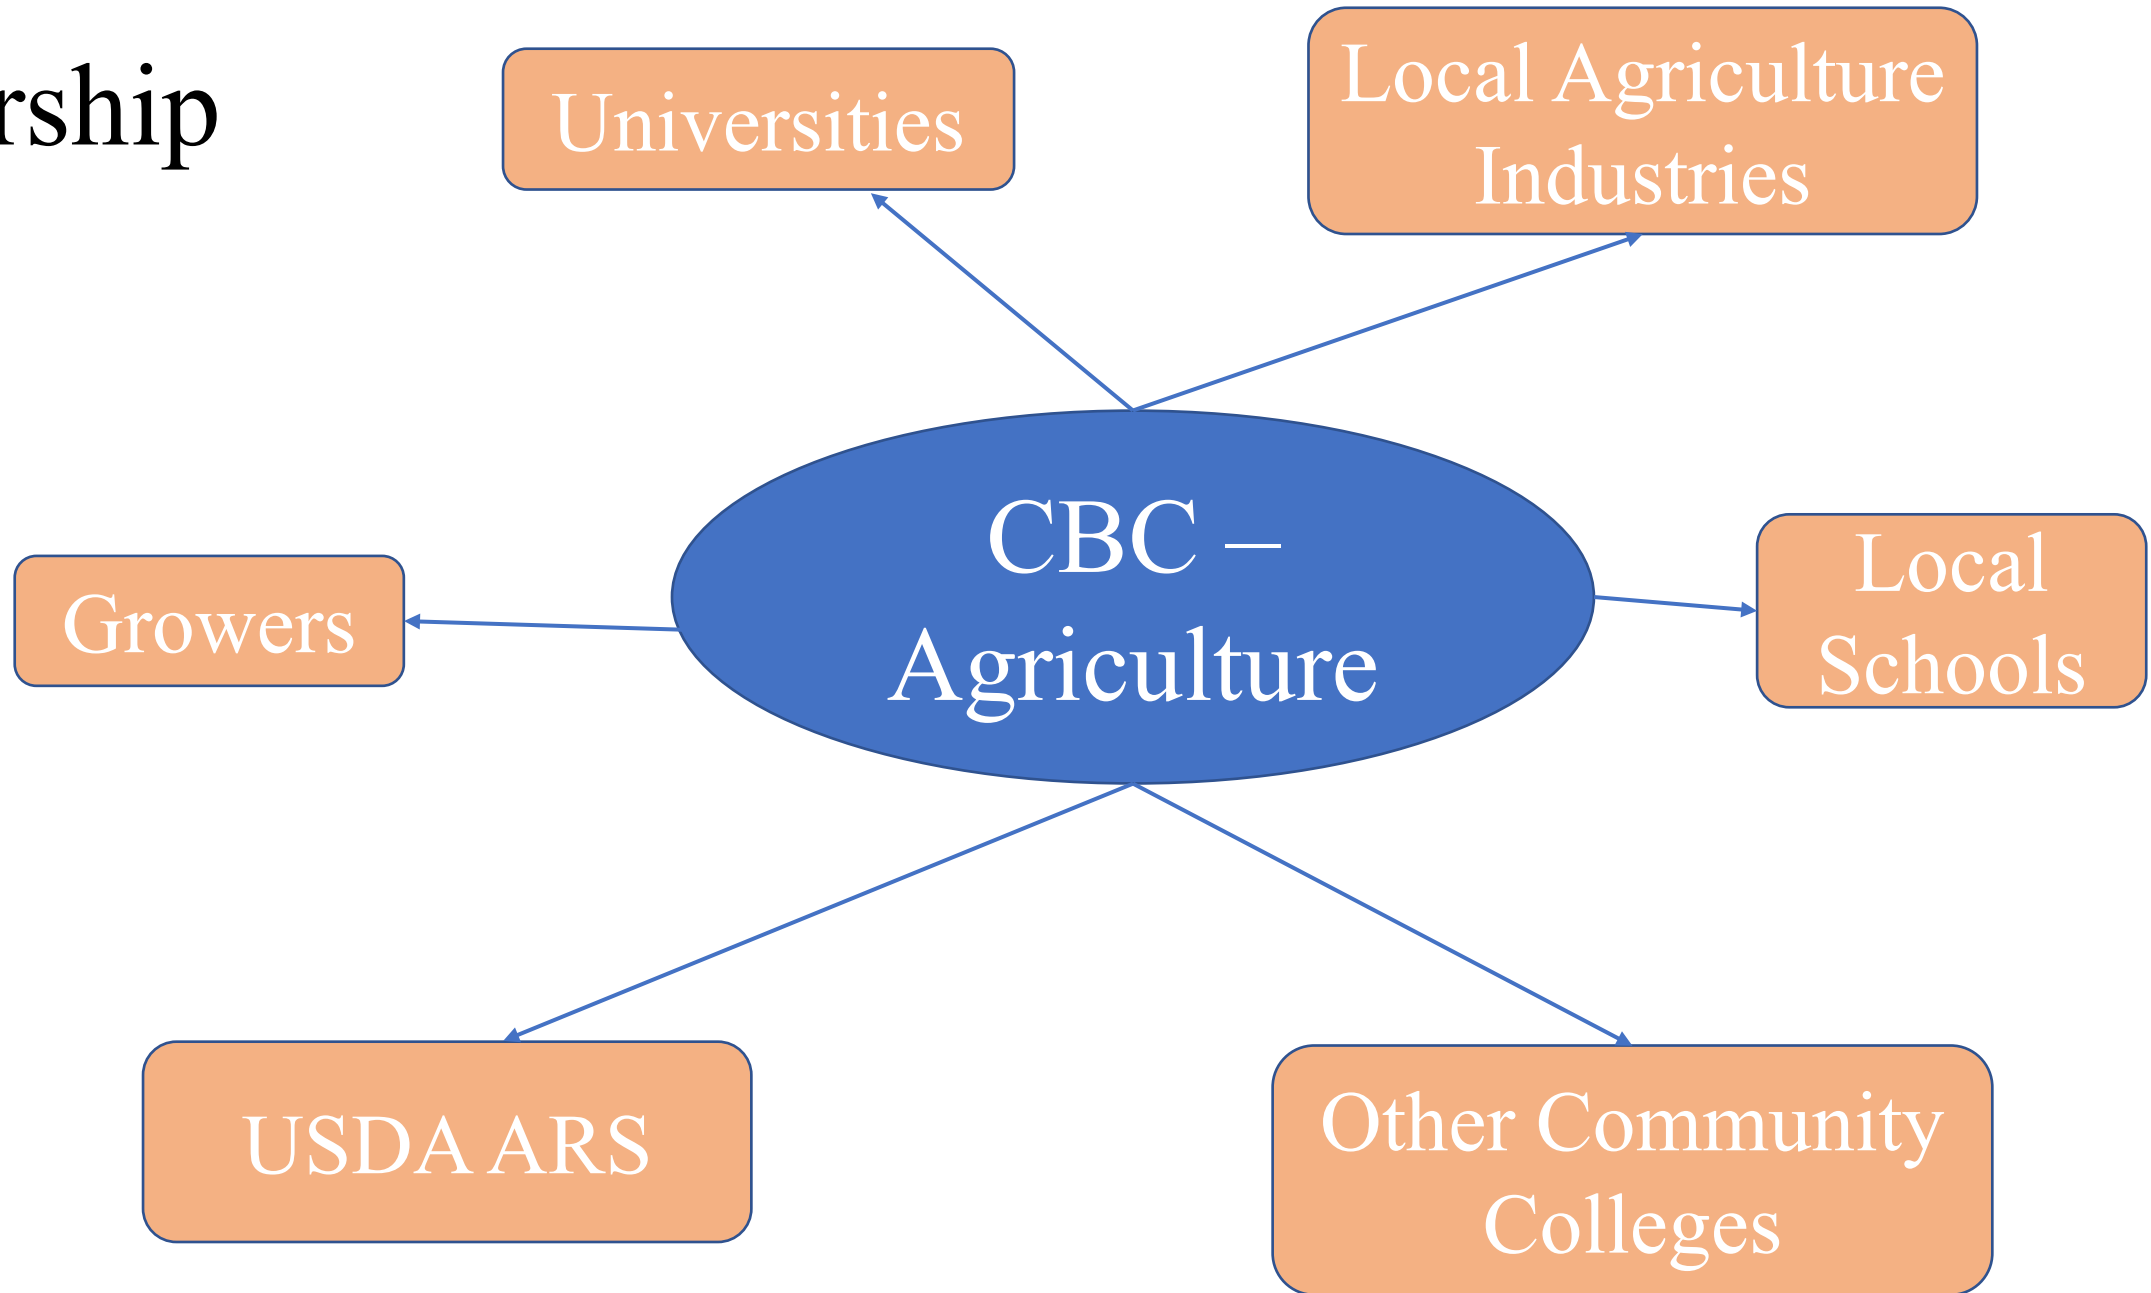 rship
Universities
Local Agriculture
Industries
CBC –
Agriculture
Growers
Local
Schools
USDA ARS
Other Community
Colleges